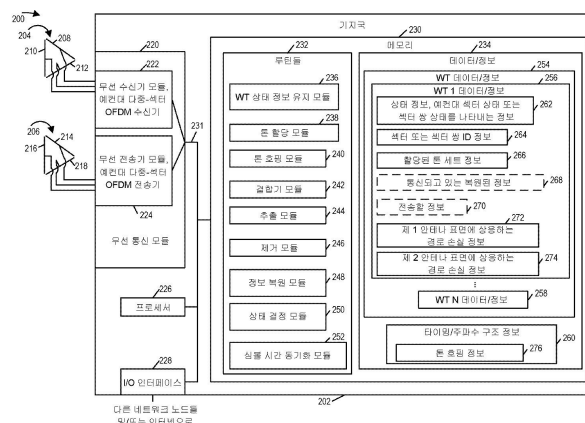 200
기지국
230
204
208
210
212
220
222
무선 수신기 모듈,
예컨대 다중-섹터
OFDM 수신기
206
214
216
218
무선 전송기 모듈,
예컨대 다중-섹터
OFDM 전송기
224
무선 통신 모듈
231
226
프로세서
228
I/O 인터페이스
다른 네트워크 노드들
및/또는 인터넷으로
메모리
232
루틴들
236
WT 상태 정보 유지 모듈
238
톤 할당 모듈
톤 호핑 모듈
240
결합기 모듈
242
추출 모듈
244
제거 모듈
246
정보 복원 모듈
248
상태 결정 모듈
250
252
심볼 시간 동기화 모듈
234
데이터/정보
254
WT 데이터/정보
256
WT 1 데이터/정보
상태 정보, 예컨대 섹터 상태 또는
섹터 쌍 상태를 나타내는 정보
262
섹터 또는 섹터 쌍 ID 정보
264
할당된 톤 세트 정보
266
통신되고 있는 복원된 정보
268
전송할 정보
270
272
제 1 안테나 표면에 상응하는
경로 손실 정보
제 2 안테나 표면에 상응하는
경로 손실 정보
274
WT N 데이터/정보
258
타이밍/주파수 구조 정보
260
톤 호핑 정보
276
202